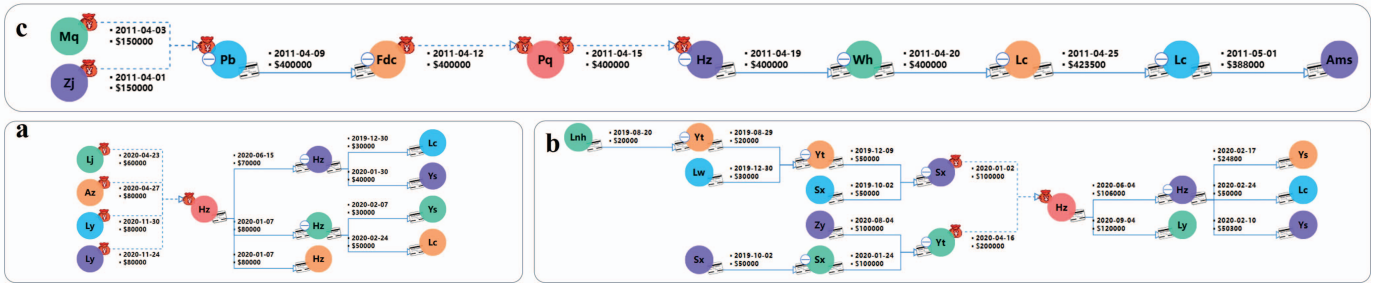 c
Mq
• 2011-04-03
• $150000
Zj
• 2011-04-01
• $150000
Pb
• 2011-04-09
• $400000
Fdc
• 2011-04-12
• $400000
Pq
• 2011-04-15
• $400000
Hz
• 2011-04-19
• $400000
Wh
• 2011-04-20
• $400000
Lc
• 2011-04-25
• $423500
Lc
• 2011-05-01
• $388000
Ams
a
Lj
• 2020-04-23
• $60000
Az
• 2020-04-27
• $80000
Ly
• 2020-11-30
• $80000
Ly
• 2020-11-24
• $80000
Hz
• 2020-06-15
• $70000
Hz
• 2019-12-30
• $30000
Lc
• 2020-01-30
• $40000
Ys
• 2020-01-07
• $80000
Hz
• 2020-02-07
• $30000
Ys
• 2020-02-24
• $50000
Lc
• 2020-01-07
• $80000
Hz
b
Lnh
• 2019-08-20
• $20000
Yt
• 2019-08-29
• $20000
Lw
• 2019-12-30
• $30000
Yt
• 2019-12-09
• $50000
Sx
• 2019-10-02
• $50000
Sx
• 2020-01-02
• $100000
Zy
• 2020-08-04
• $100000
Sx
• 2019-10-02
• $50000
Sx
• 2020-01-24
• $100000
Yt
• 2020-04-16
• $200000
Hz
• 2020-06-04
• $106000
Hz
• 2020-02-17
• $24800
Ys
• 2020-02-24
• $50000
Lc
• 2020-02-10
• $50300
Ys
• 2020-09-04
• $120000
Ly